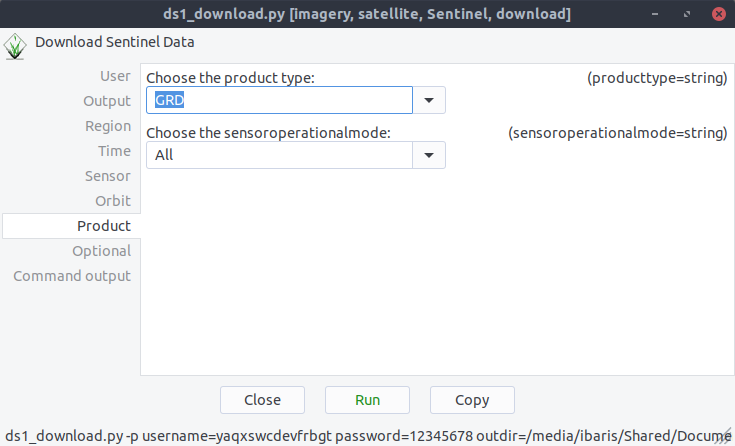 ds1_download.py [imagery, satellite, Sentinel, download]
Download Sentinel Data
User
Output
Region
Time
Sensor
Orbit
Product
Optional
Command output
Choose the product type: (producttype=string)
GRD
Choose the sensoroperationalmode: (sensoroperationalmode=string)
All
Close Run Copy
ds1_download.py -p username=yaqxswcdevfrbgt password=12345678 outdir=/media/ibaris/Shared/Docume